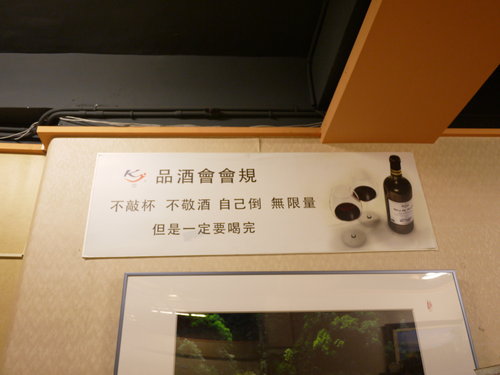 品酒會會規
不敲杯 不敬酒 自己倒 無限量
但是一定要喝完